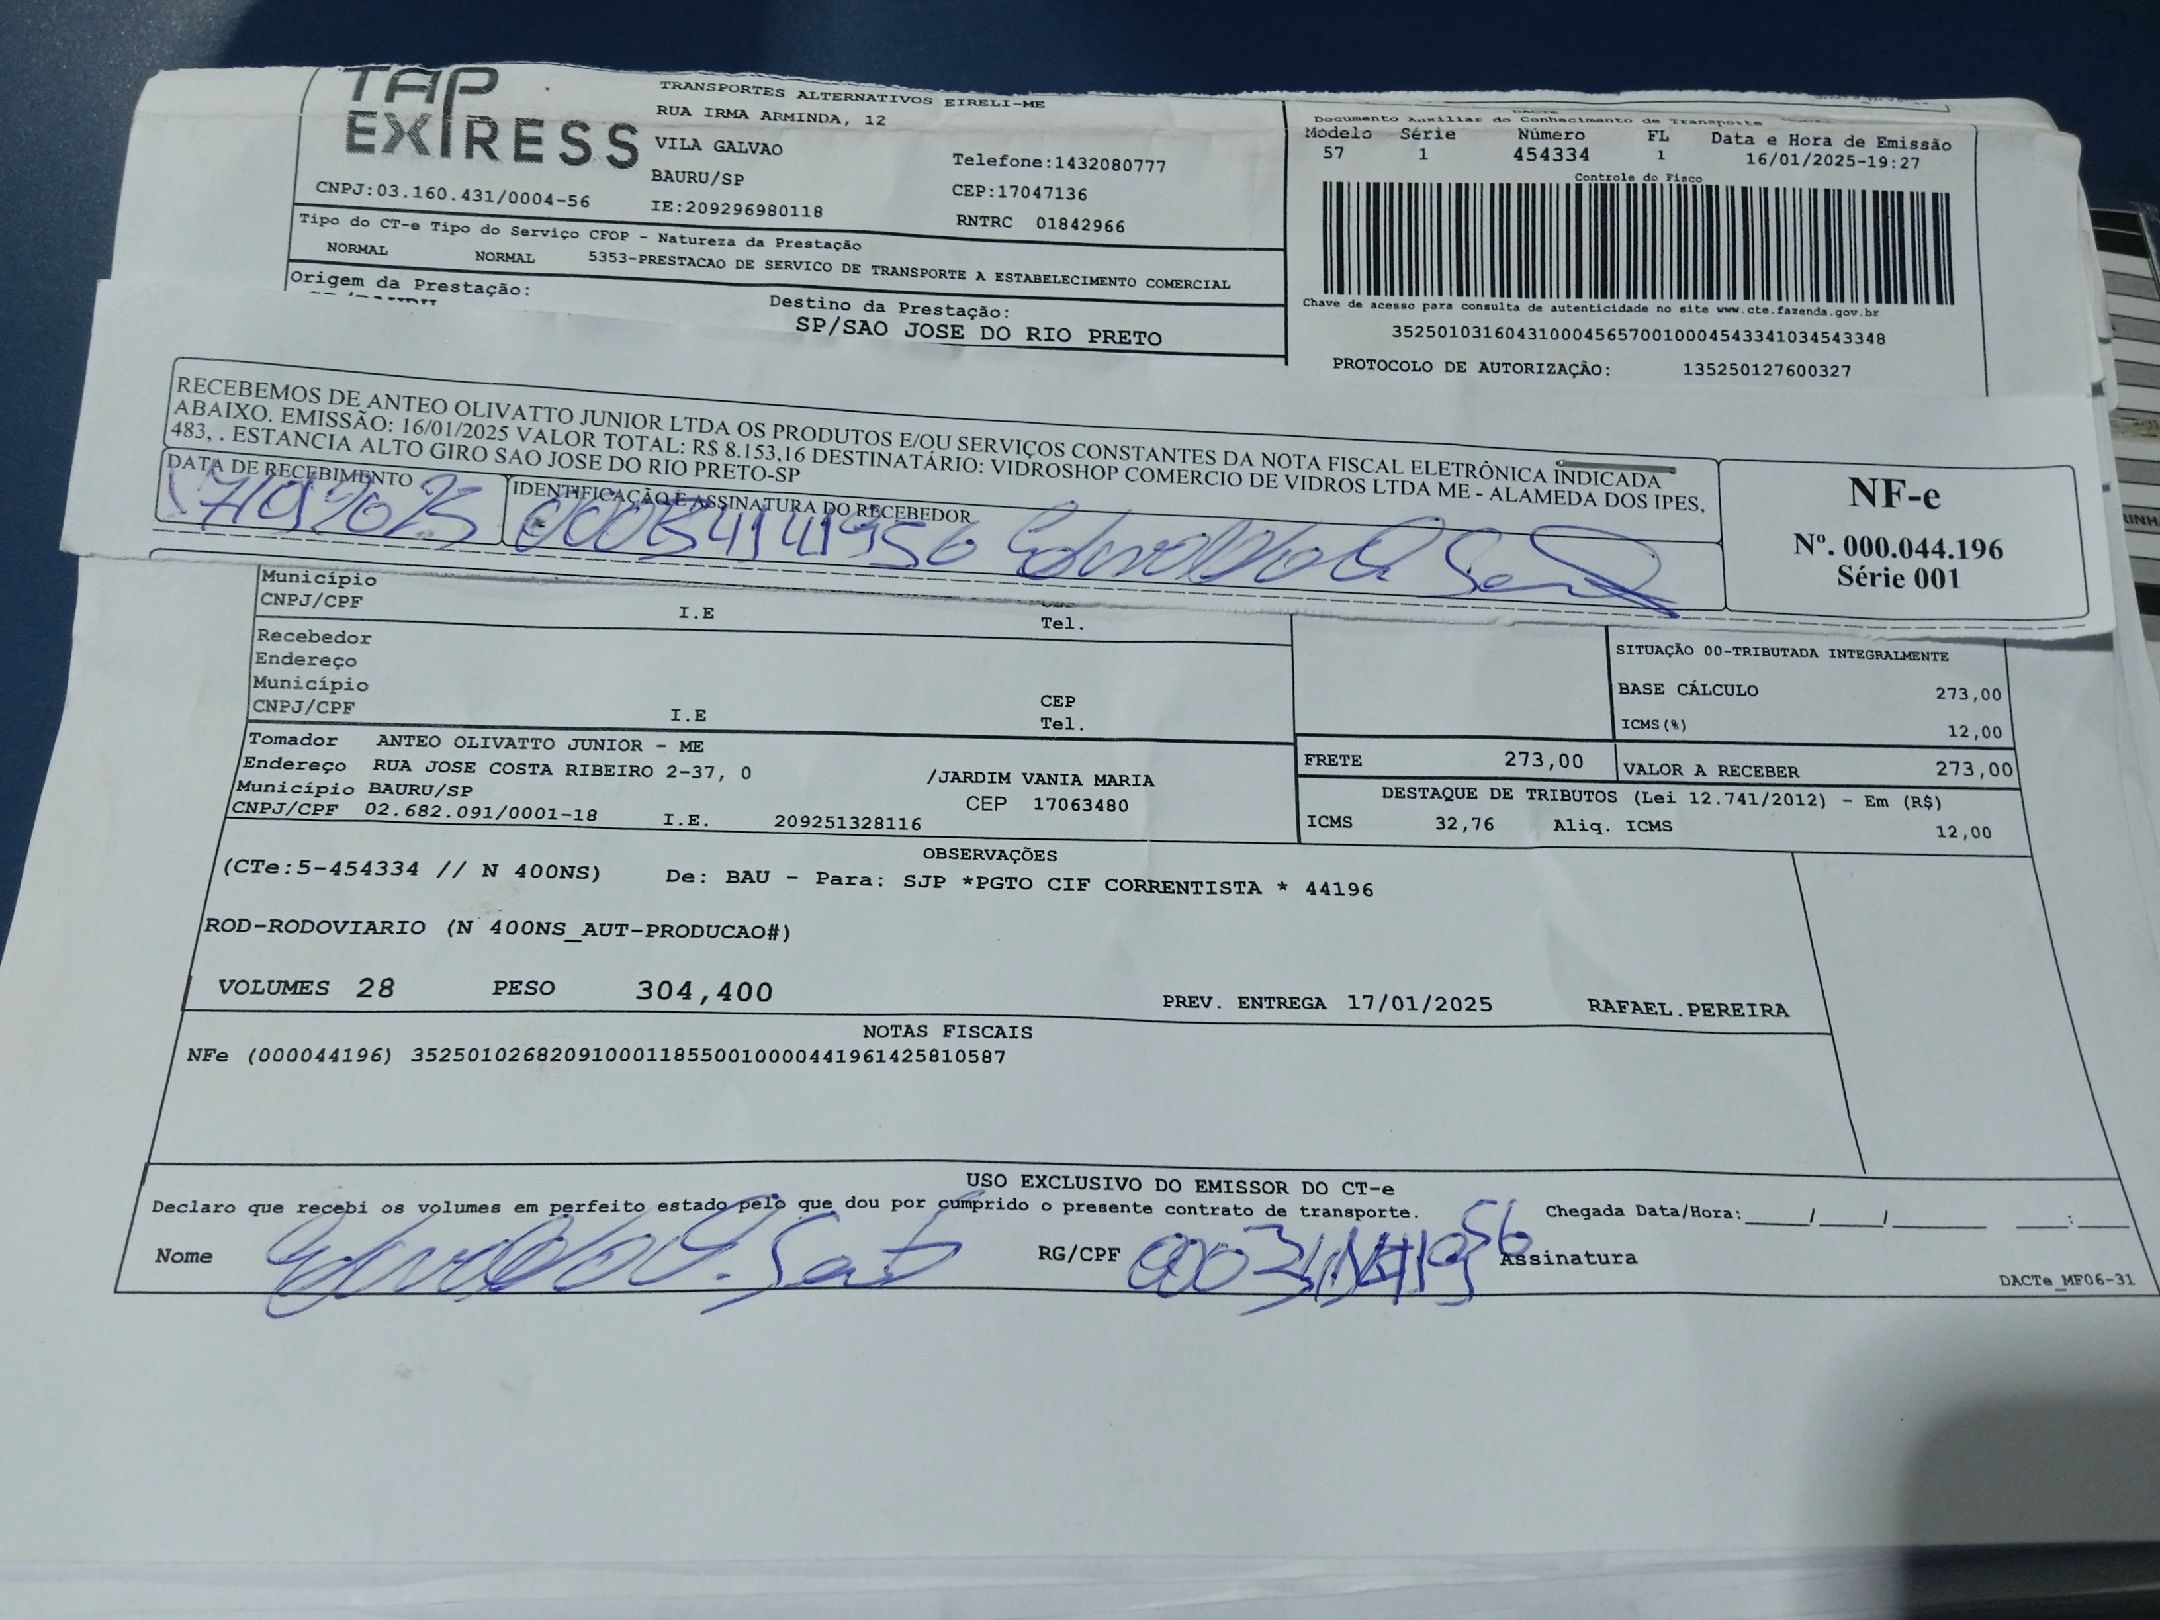 TAP
EXPRESS
TRANSPORTES ALTERNATIVOS EIRELI-ME
RUA IRMA ARMINDA, 12
VILA GALVAO
BAURU/SP
Telefone:1432080777
CEP:17047136
CNPJ:03.160.431/0004-56
IE:209296980118
RNTRC 01842966
DACTE
Documento Auxiliar do Conhecimento de Transporte
Modelo Série Número FL Data e Hora de Emissão
57 1 454334 1 16/01/2025-19:27
Controle do Fisco
Tipo do CT-e Tipo do Serviço CFOP - Natureza da Prestação
NORMAL NORMAL 5353-PRESTACAO DE SERVICO DE TRANSPORTE A ESTABELECIMENTO COMERCIAL
Origem da Prestação:
Destino da Prestação:
SP/SAO JOSE DO RIO PRETO
Chave de acesso para consulta de autenticidade no site www.cte.fazenda.gov.br
35250103160431000456570010004543341034543348
PROTOCOLO DE AUTORIZAÇÃO: 135250127600327
RECEBEMOS DE ANTEO OLIVATTO JUNIOR LTDA OS PRODUTOS E/OU SERVIÇOS CONSTANTES DA NOTA FISCAL ELETRÔNICA INDICADA
ABAIXO. EMISSÃO: 16/01/2025 VALOR TOTAL: R$ 8.153,16 DESTINATÁRIO: VIDROSHOP COMERCIO DE VIDROS LTDA ME - ALAMEDA DOS IPES,
483, . ESTANCIA ALTO GIRO SAO JOSE DO RIO PRETO-SP
DATA DE RECEBIMENTO
IDENTIFICAÇÃO E ASSINATURA DO RECEBEDOR
NF-e
Nº. 000.044.196
Série 001
Município
CNPJ/CPF I.E Tel.
Recebedor
Endereço
Município CEP
CNPJ/CPF I.E Tel.
SITUAÇÃO 00-TRIBUTADA INTEGRALMENTE
BASE CÁLCULO 273,00
ICMS(%) 12,00
Tomador ANTEO OLIVATTO JUNIOR - ME
Endereço RUA JOSE COSTA RIBEIRO 2-37, 0 /JARDIM VANIA MARIA
Município BAURU/SP CEP 17063480
CNPJ/CPF 02.682.091/0001-18 I.E. 209251328116
FRETE 273,00 VALOR A RECEBER 273,00
DESTAQUE DE TRIBUTOS (Lei 12.741/2012) - Em (R$)
ICMS 32,76 Aliq. ICMS 12,00
OBSERVAÇÕES
(CTe:5-454334 // N 400NS) De: BAU - Para: SJP *PGTO CIF CORRENTISTA * 44196
ROD-RODOVIARIO (N 400NS_AUT-PRODUCAO#)
VOLUMES 28 PESO 304,400 PREV. ENTREGA 17/01/2025 RAFAEL.PEREIRA
NOTAS FISCAIS
NFe (000044196) 35250102682091000118550010000441961425810587
USO EXCLUSIVO DO EMISSOR DO CT-e
Declaro que recebi os volumes em perfeito estado pelo que dou por cumprido o presente contrato de transporte. Chegada Data/Hora:____/____/______ ___:___
Nome RG/CPF Assinatura
DACTe_MF06-31